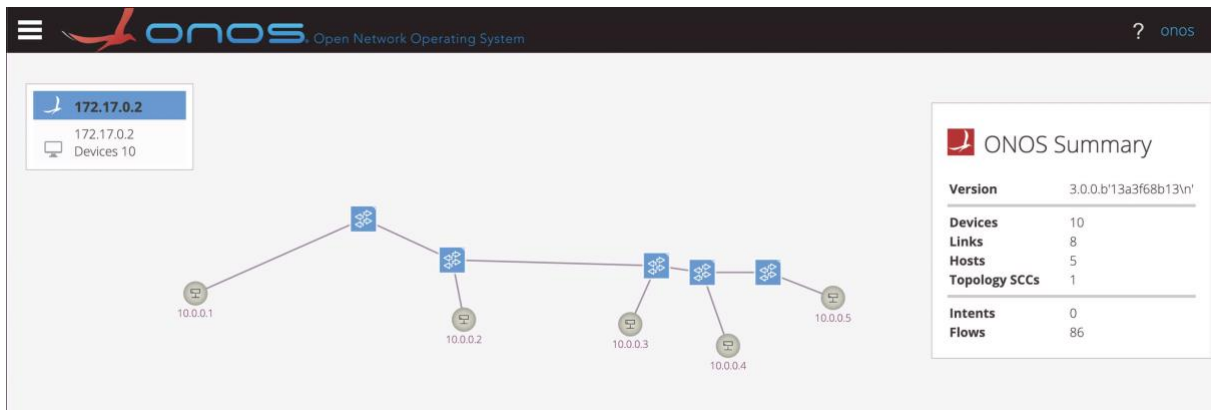 onos® Open Network Operating System
? onos
172.17.0.2
172.17.0.2
Devices 10
10.0.0.1
10.0.0.2
10.0.0.3
10.0.0.4
10.0.0.5
ONOS Summary
Version 3.0.0.b'13a3f68b13\n'
Devices 10
Links 8
Hosts 5
Topology SCCs 1
Intents 0
Flows 86